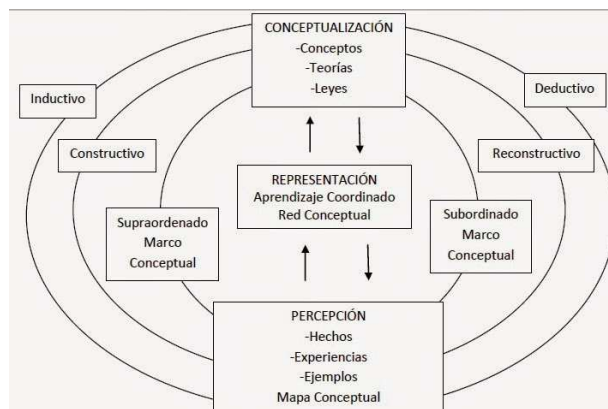 CONCEPTUALIZACIÓN
-Conceptos
-Teorías
-Leyes
Inductivo
Deductivo
Constructivo
Reconstructivo
REPRESENTACIÓN
Aprendizaje Coordinado
Red Conceptual
Supraordenado
Marco
Conceptual
Subordinado
Marco
Conceptual
PERCEPCIÓN
-Hechos
-Experiencias
-Ejemplos
Mapa Conceptual